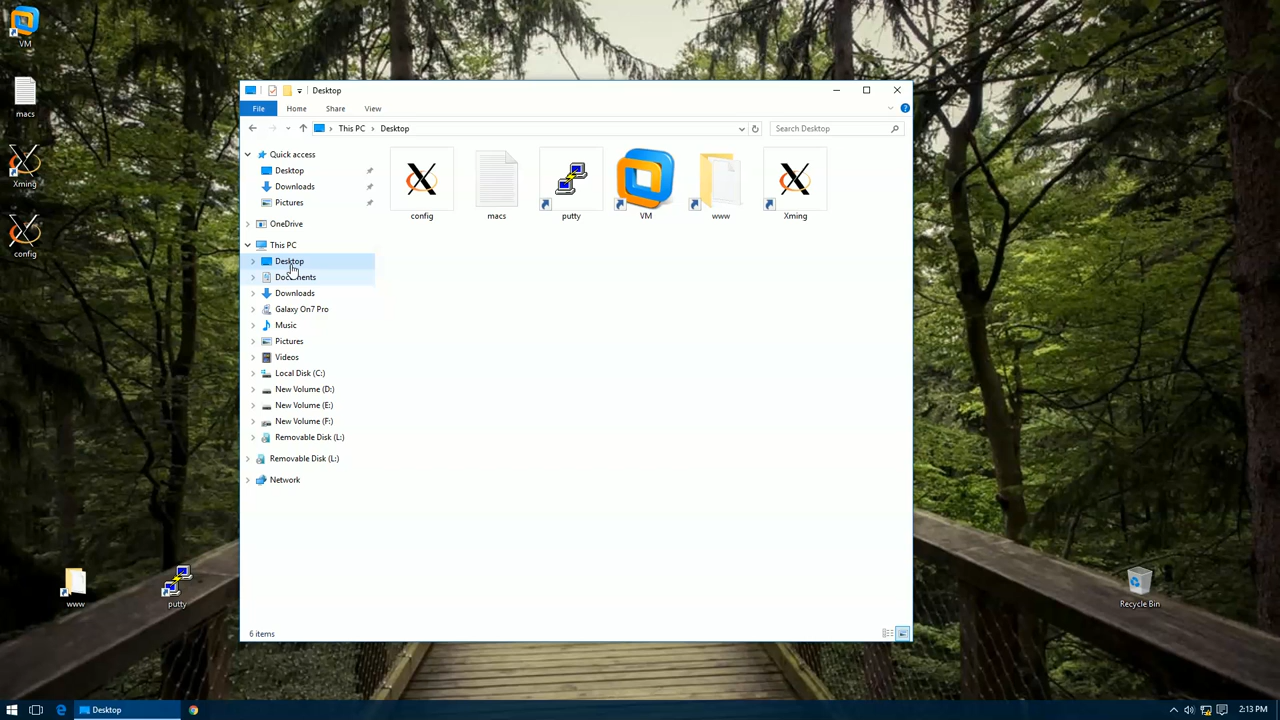 VM
macs
Xming
config
www
putty
Recycle Bin
Desktop
File Home Share View
This PC Desktop
Search Desktop
Quick access
Desktop
Downloads
Pictures
OneDrive
This PC
Desktop
Documents
Downloads
Galaxy On7 Pro
Music
Pictures
Videos
Local Disk (C:)
New Volume (D:)
New Volume (E:)
New Volume (F:)
Removable Disk (L:)
Removable Disk (L:)
Network
config macs putty VM www Xming
6 items
Desktop
2:13 PM